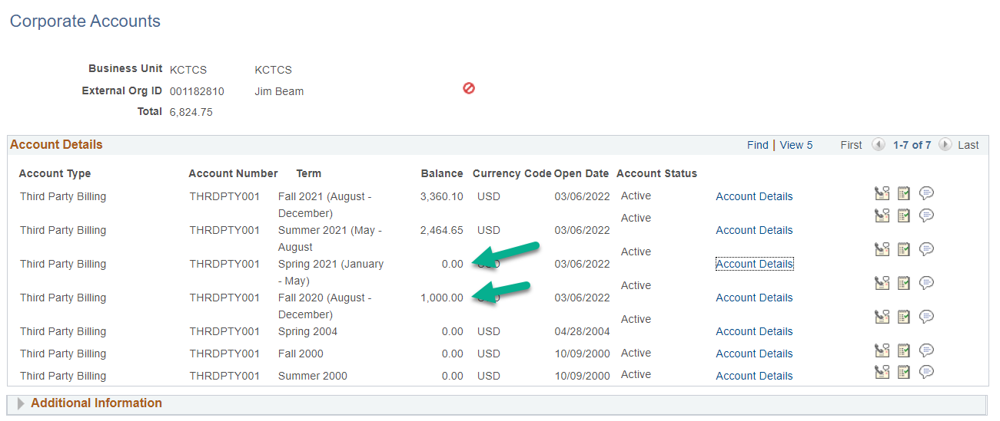 Corporate Accounts
Business Unit KCTCS KCTCS
External Org ID 001182810 Jim Beam
Total 6,824.75
Account Details Find | View 5 First 1-7 of 7 Last
Account Type Account Number Term Balance Currency Code Open Date Account Status
Third Party Billing THRDPTY001 Fall 2021 (August - December) 3,360.10 USD 03/06/2022 Active Account Details
Third Party Billing THRDPTY001 Summer 2021 (May - August 2,464.65 USD 03/06/2022 Active Account Details
Third Party Billing THRDPTY001 Spring 2021 (January - May) 0.00 03/06/2022 Active Account Details
Third Party Billing THRDPTY001 Fall 2020 (August - December) 1,000.00 03/06/2022 Active Account Details
Third Party Billing THRDPTY001 Spring 2004 0.00 USD 04/28/2004 Active Account Details
Third Party Billing THRDPTY001 Fall 2000 0.00 USD 10/09/2000 Active Account Details
Third Party Billing THRDPTY001 Summer 2000 0.00 USD 10/09/2000 Active Account Details
Additional Information